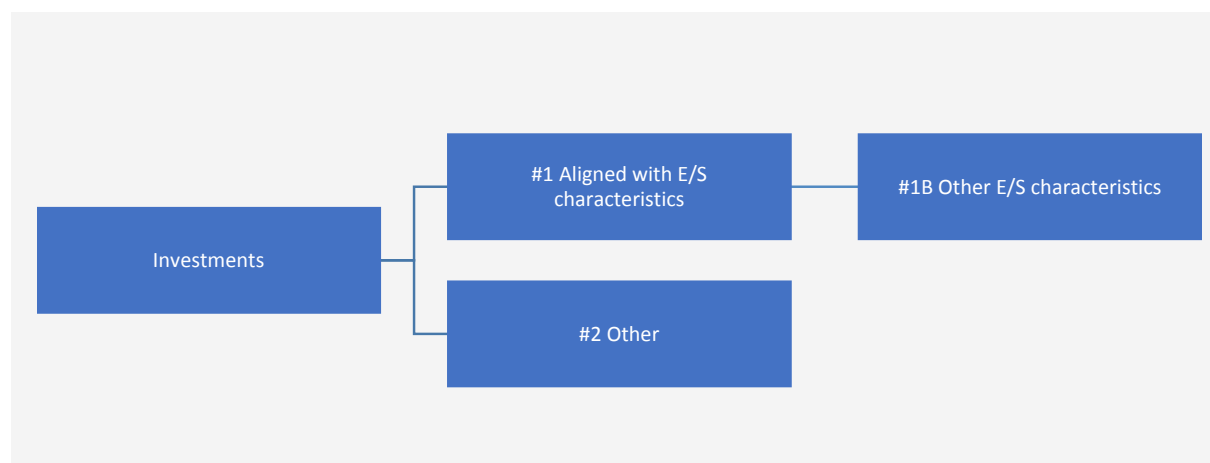 #1 Aligned with E/S
characteristics
#1B Other E/S characteristics
Investments
#2 Other